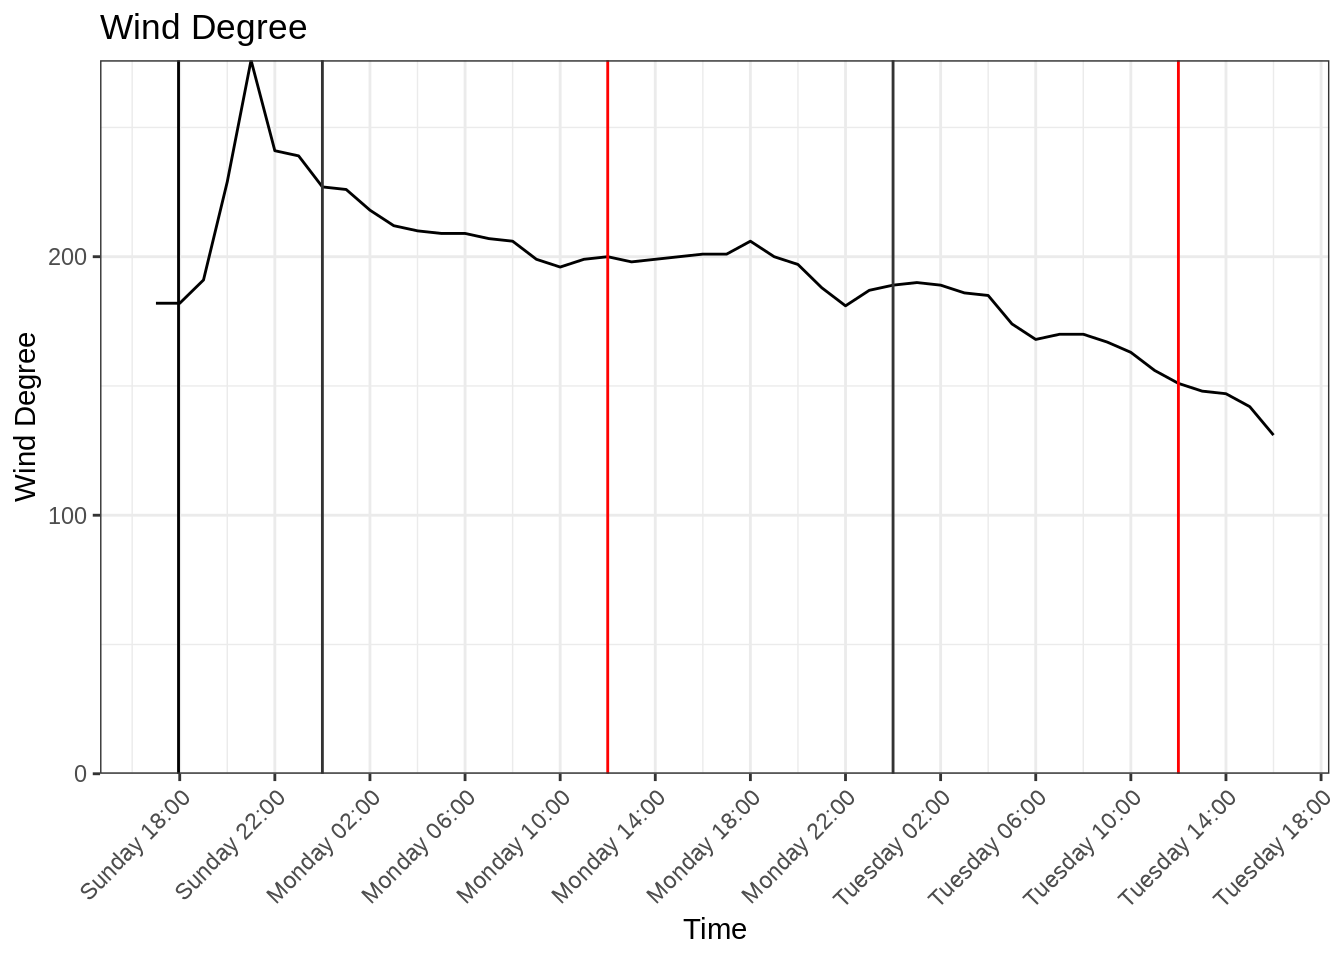 Wind Degree
Wind Degree
200
100
0
Sunday 18:00
Sunday 22:00
Monday 02:00
Monday 06:00
Monday 10:00
Monday 14:00
Monday 18:00
Monday 22:00
Tuesday 02:00
Tuesday 06:00
Tuesday 10:00
Tuesday 14:00
Tuesday 18:00
Time